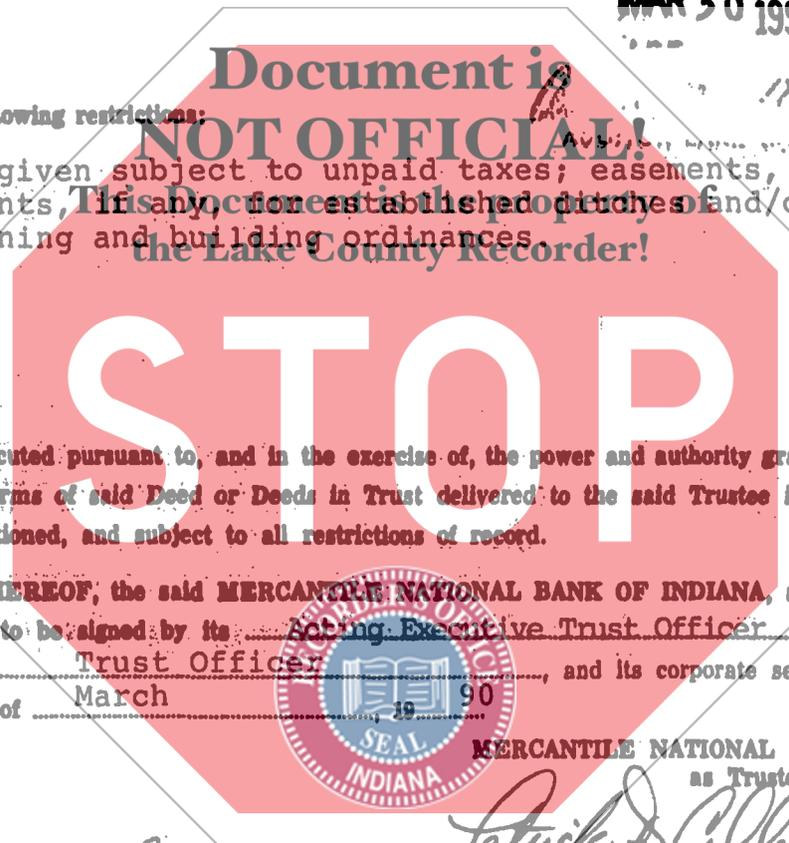 MAR 30 199
Document is
owing restrictions:
NOT OFFICIAL!
given subject to unpaid taxes; easements,
This Document is the property of
nts, if any, for established ditches and/o
ning and building ordinances.
the Lake County Recorder!
STOP
cuted pursuant to, and in the exercise of, the power and authority gra
rms of said Deed or Deeds in Trust delivered to the said Trustee i
ioned, and subject to all restrictions of record.
HEREOF, the said MERCANTILE NATIONAL BANK OF INDIANA, a
to be signed by its Acting Executive Trust Officer
Trust Officer, and its corporate se
of March, 19 90
RECORDER'S OFFICE
SEAL
INDIANA
MERCANTILE NATIONAL
as Truste